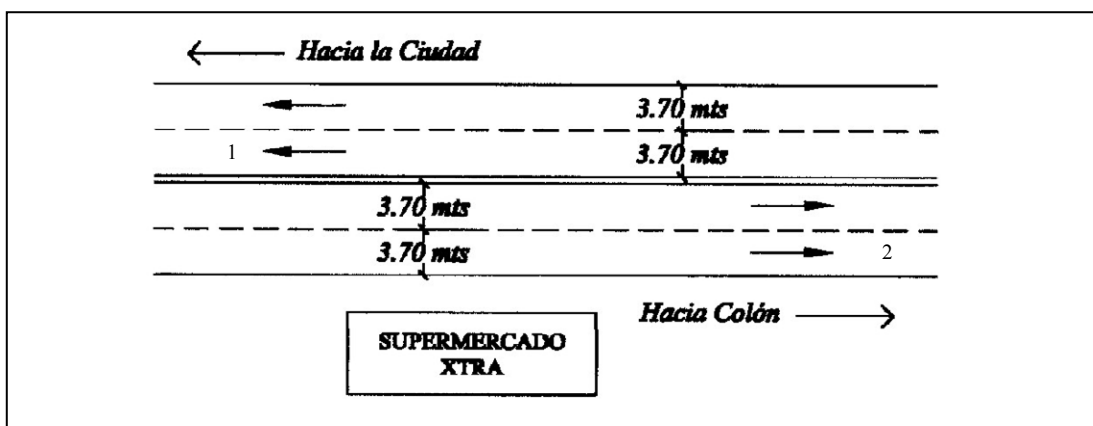 Hacia la Ciudad
3.70 mts
1
3.70 mts
3.70 mts
3.70 mts
2
Hacia Colón
SUPERMERCADO
XTRA